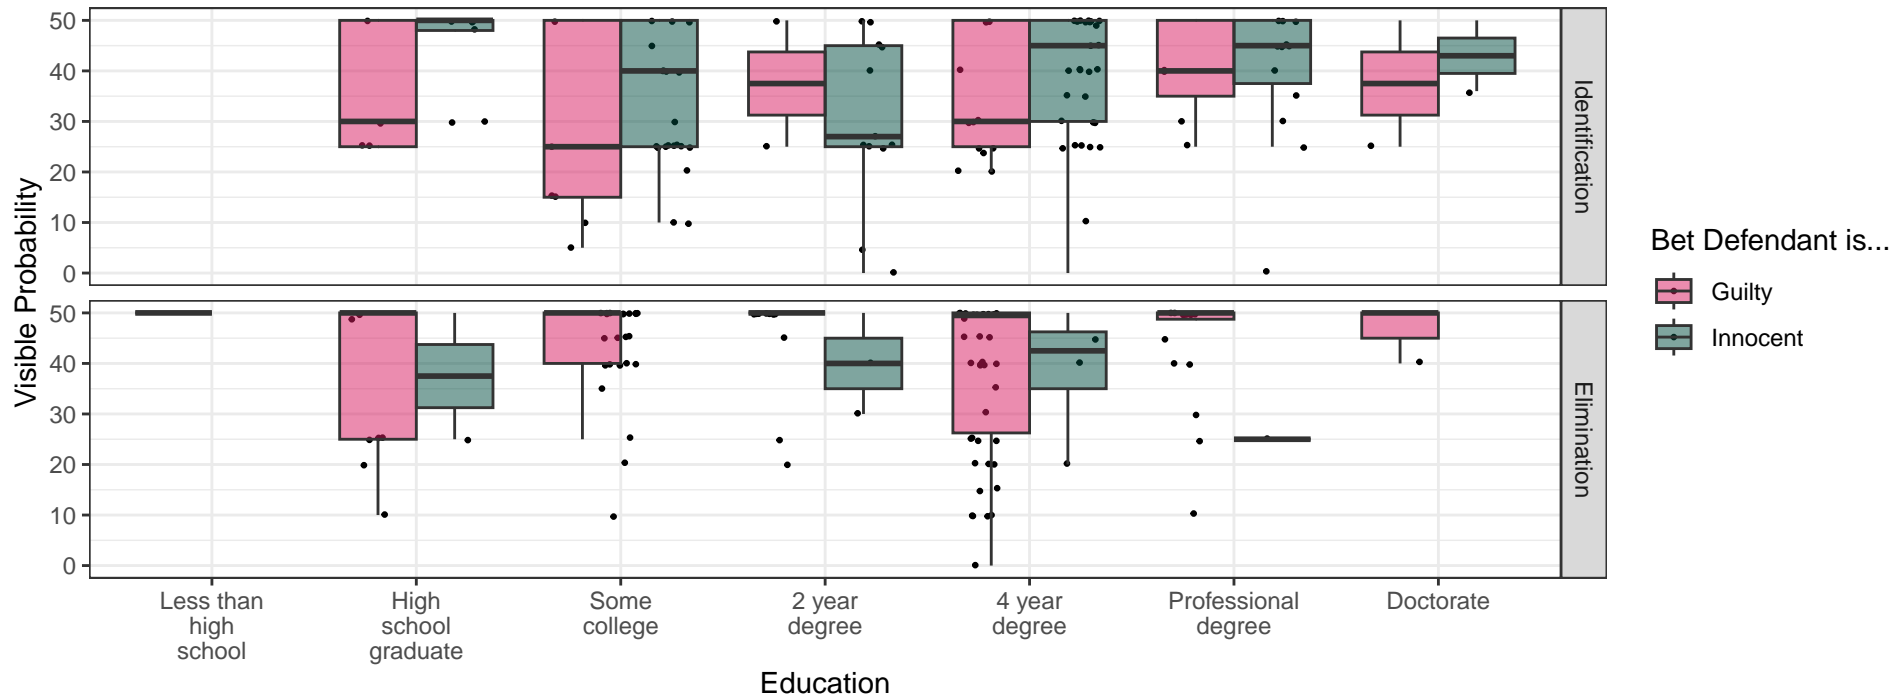 Visible Probability
50
40
30
20
10
0
Identification
50
40
30
20
10
0
Elimination
Less than
high
school
High
school
graduate
Some
college
2 year
degree
4 year
degree
Professional
degree
Doctorate
Education
Bet Defendant is...
Guilty
Innocent